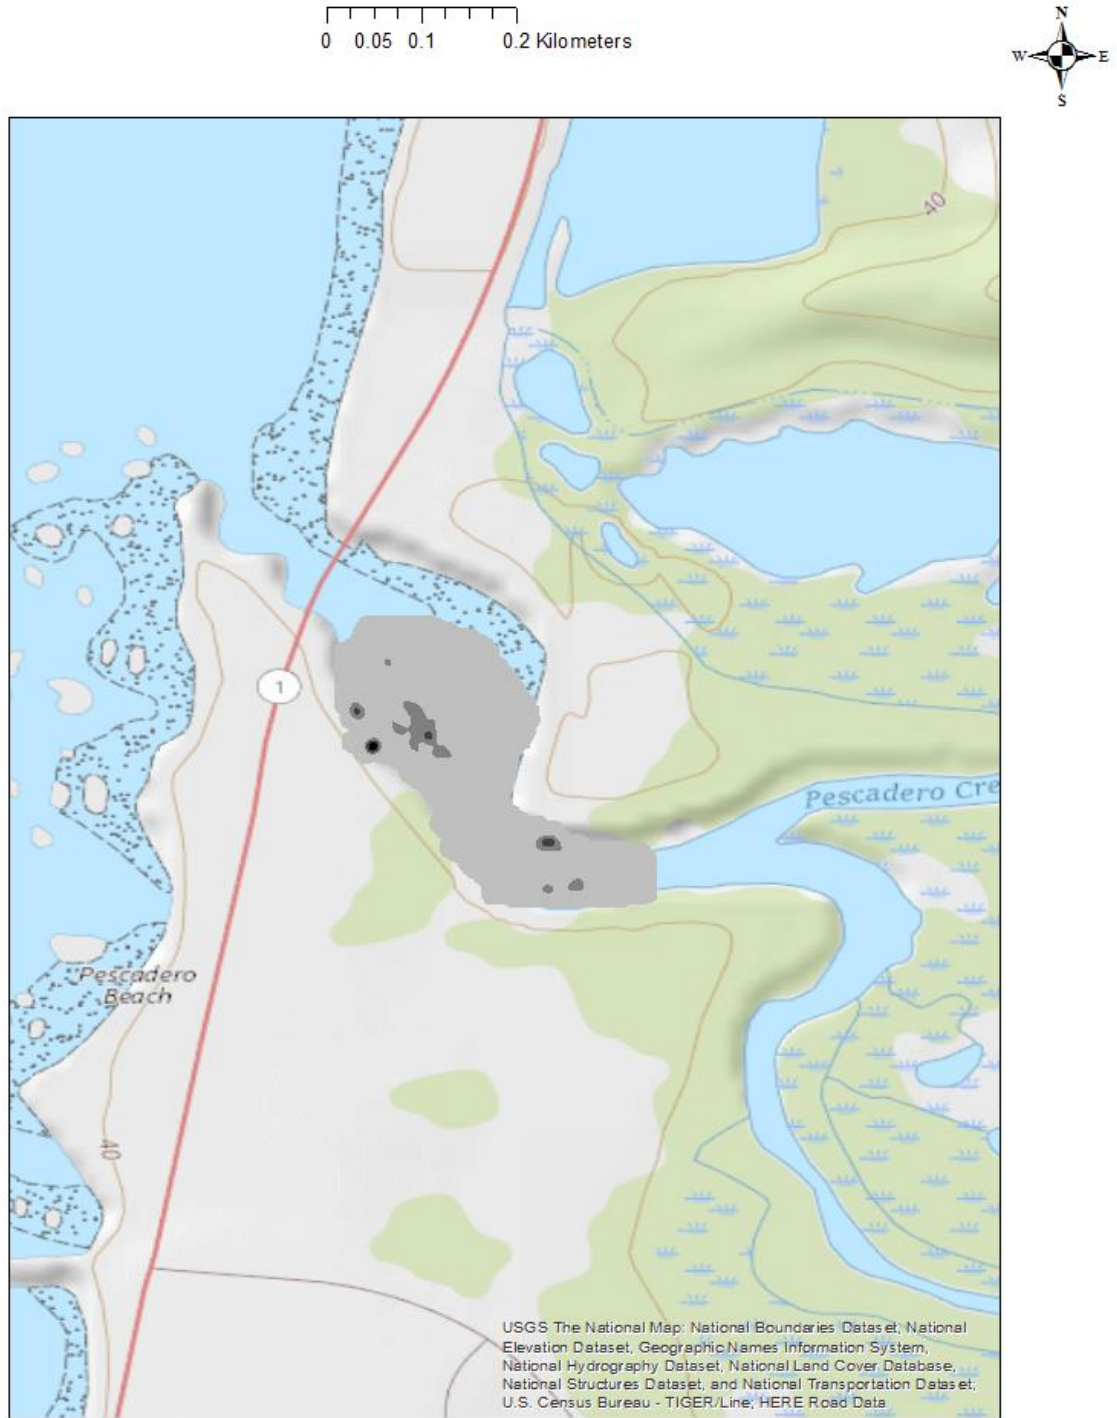 0 0.05 0.1 0.2 Kilometers
N
W E
S
40
1
Pescadero Cre
Pescadero
Beach
40
USGS The National Map: National Boundaries Dataset, National
Elevation Dataset, Geographic Names Information System,
National Hydrography Dataset, National Land Cover Database,
National Structures Dataset, and National Transportation Dataset;
U.S. Census Bureau - TIGER/Line; HERE Road Data